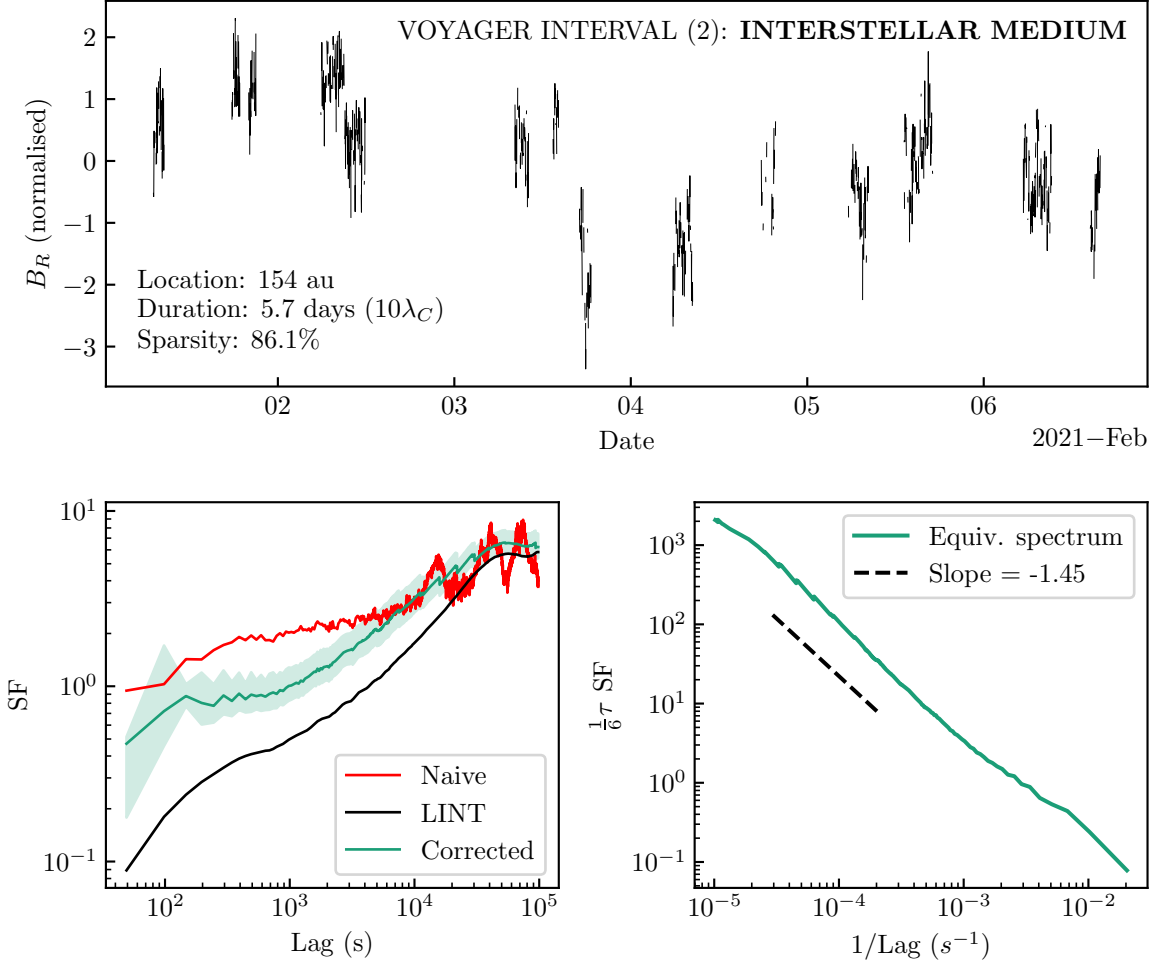 VOYAGER INTERVAL (2): INTERSTELLAR MEDIUM
2
1
0
−1
−2
−3
B_R (normalised)
Location: 154 au
Duration: 5.7 days (10λ_C)
Sparsity: 86.1%
02 03 04 05 06
Date
2021−Feb
10^1
10^0
10^−1
SF
Naive
LINT
Corrected
10^2 10^3 10^4 10^5
Lag (s)
10^3
10^2
10^1
10^0
10^−1
1/6 τ SF
Equiv. spectrum
Slope = -1.45
10^−5 10^−4 10^−3 10^−2
1/Lag (s^−1)